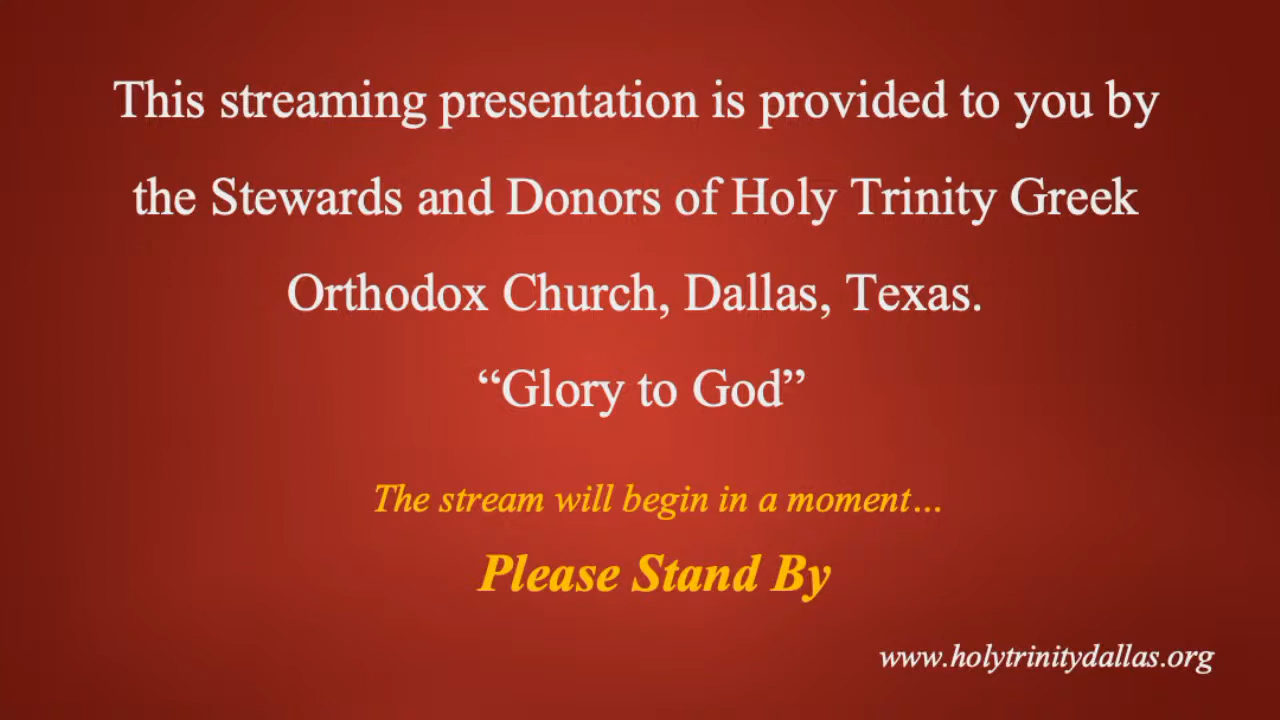 This streaming presentation is provided to you by
the Stewards and Donors of Holy Trinity Greek
Orthodox Church, Dallas, Texas.
“Glory to God”
The stream will begin in a moment…
Please Stand By
www.holytrinitydallas.org